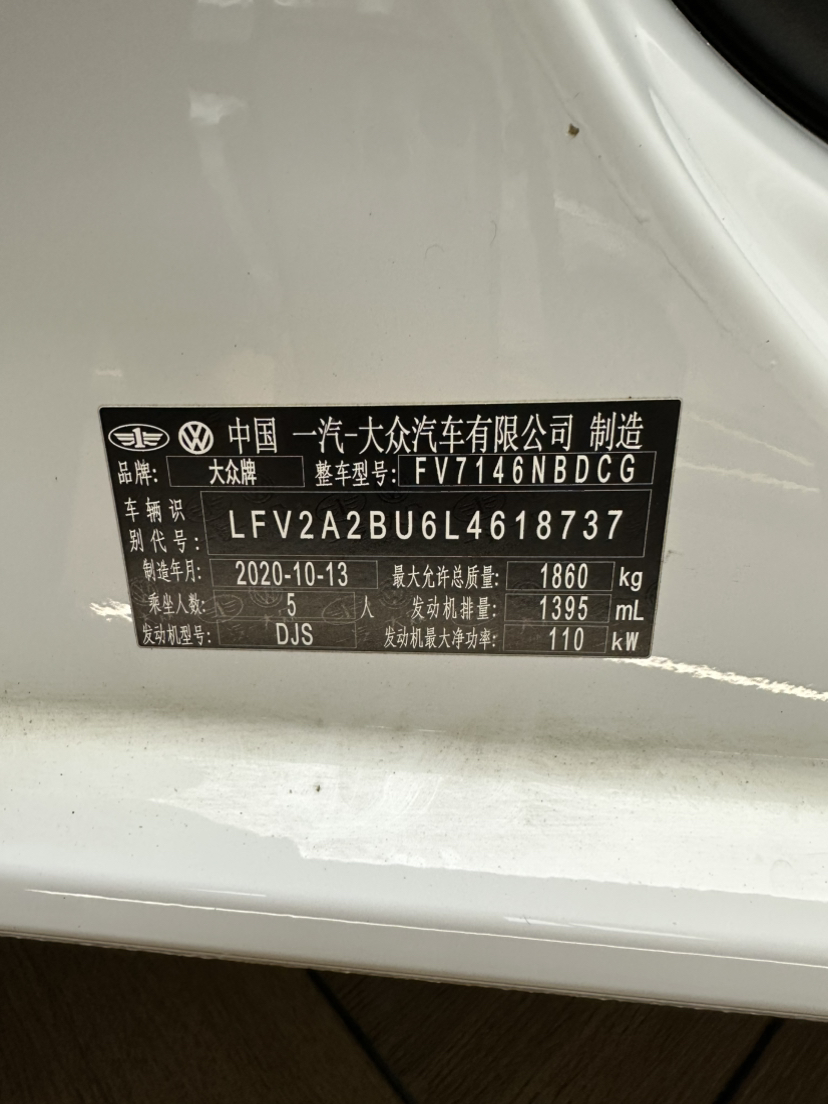 中国 一汽-大众汽车有限公司 制造
品牌: 大众牌 整车型号: FV7146NBDCG
车辆识
别代号: LFV2A2BU6L4618737
制造年月: 2020-10-13 最大允许总质量: 1860 kg
乘坐人数: 5 人 发动机排量: 1395 mL
发动机型号: DJS 发动机最大净功率: 110 kW